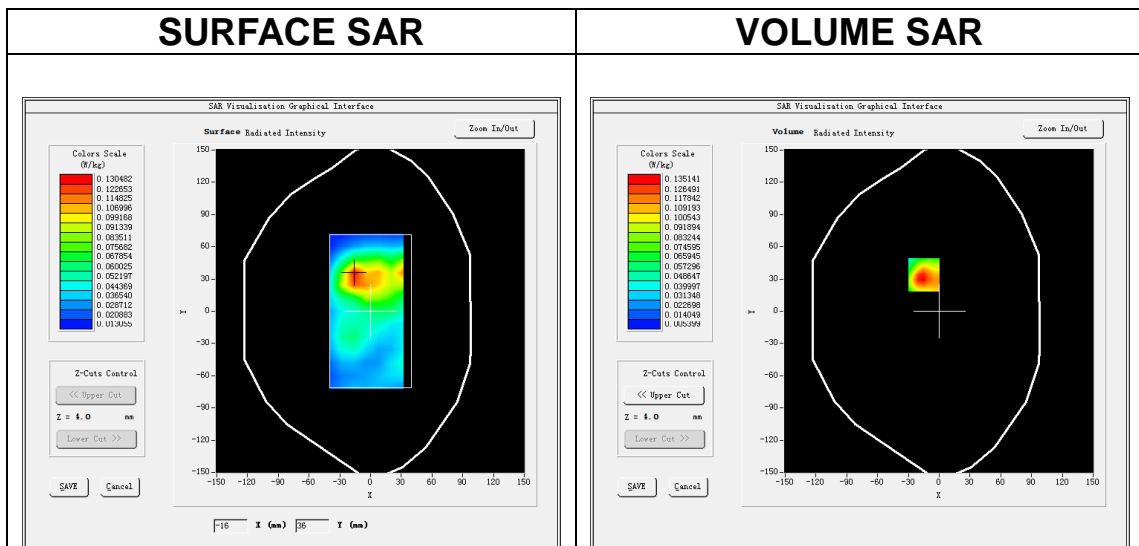 SURFACE SAR
VOLUME SAR
SAR Visualisation Graphical Interface
Surface Radiated Intensity
Zoom In/Out
Colors Scale
(W/kg)
0.130482
0.122653
0.114825
0.106996
0.099168
0.091339
0.083511
0.075682
0.067854
0.060025
0.052197
0.044369
0.036540
0.028712
0.020883
0.013055
Z-Cuts Control
<< Upper Cut
Z = 4.0 mm
Lower Cut >>
SAVE
Cancel
150
120
90
60
30
0
-30
-60
-90
-120
-150
Y
-150 -120 -90 -60 -30 0 30 60 90 120 150
X
-16 X (mm) 36 Y (mm)
SAR Visualisation Graphical Interface
Volume Radiated Intensity
Zoom In/Out
Colors Scale
(W/kg)
0.135141
0.126491
0.117842
0.109193
0.100543
0.091894
0.083244
0.074595
0.065945
0.057296
0.048647
0.039997
0.031348
0.022698
0.014049
0.005399
Z-Cuts Control
<< Upper Cut
Z = 4.0 mm
Lower Cut >>
SAVE
Cancel
150
120
90
60
30
0
-30
-60
-90
-120
-150
Y
-150 -120 -90 -60 -30 0 30 60 90 120 150
X